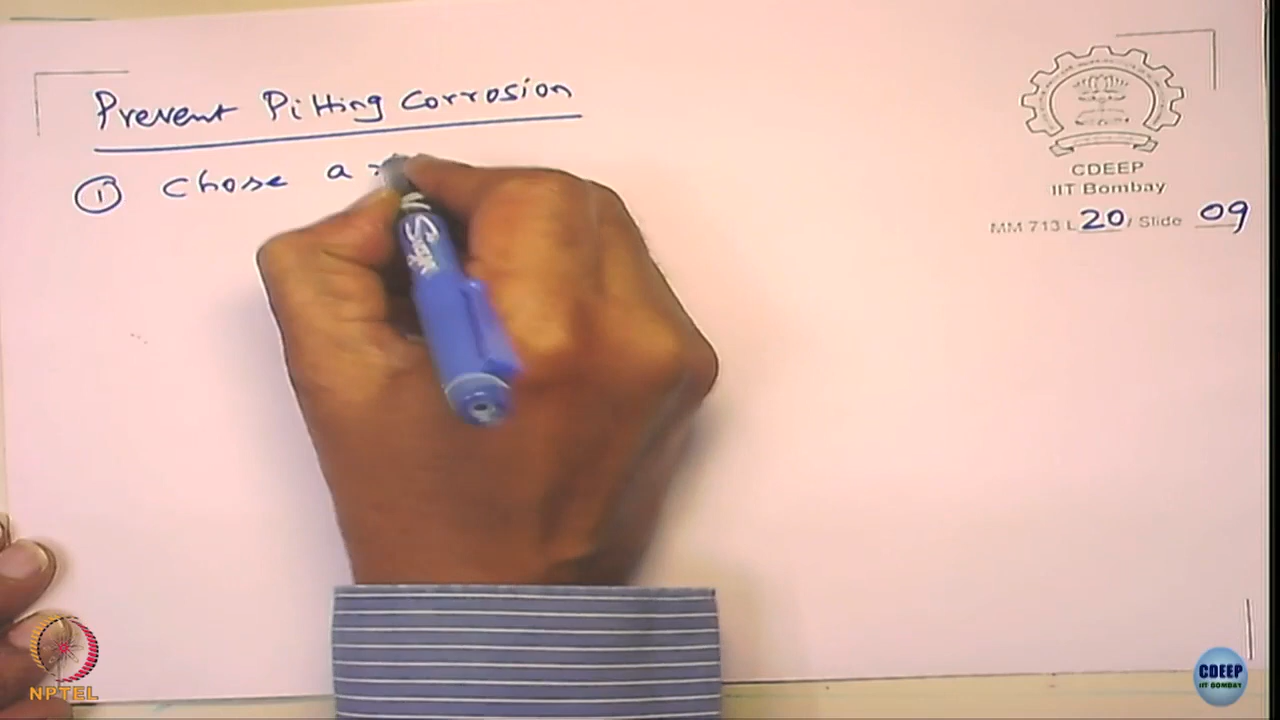 Prevent Pitting Corrosion
① Chose a
CDEEP
IIT Bombay
MM 713 L 20 / Slide 09
NPTEL
CDEEP
IIT BOMBAY